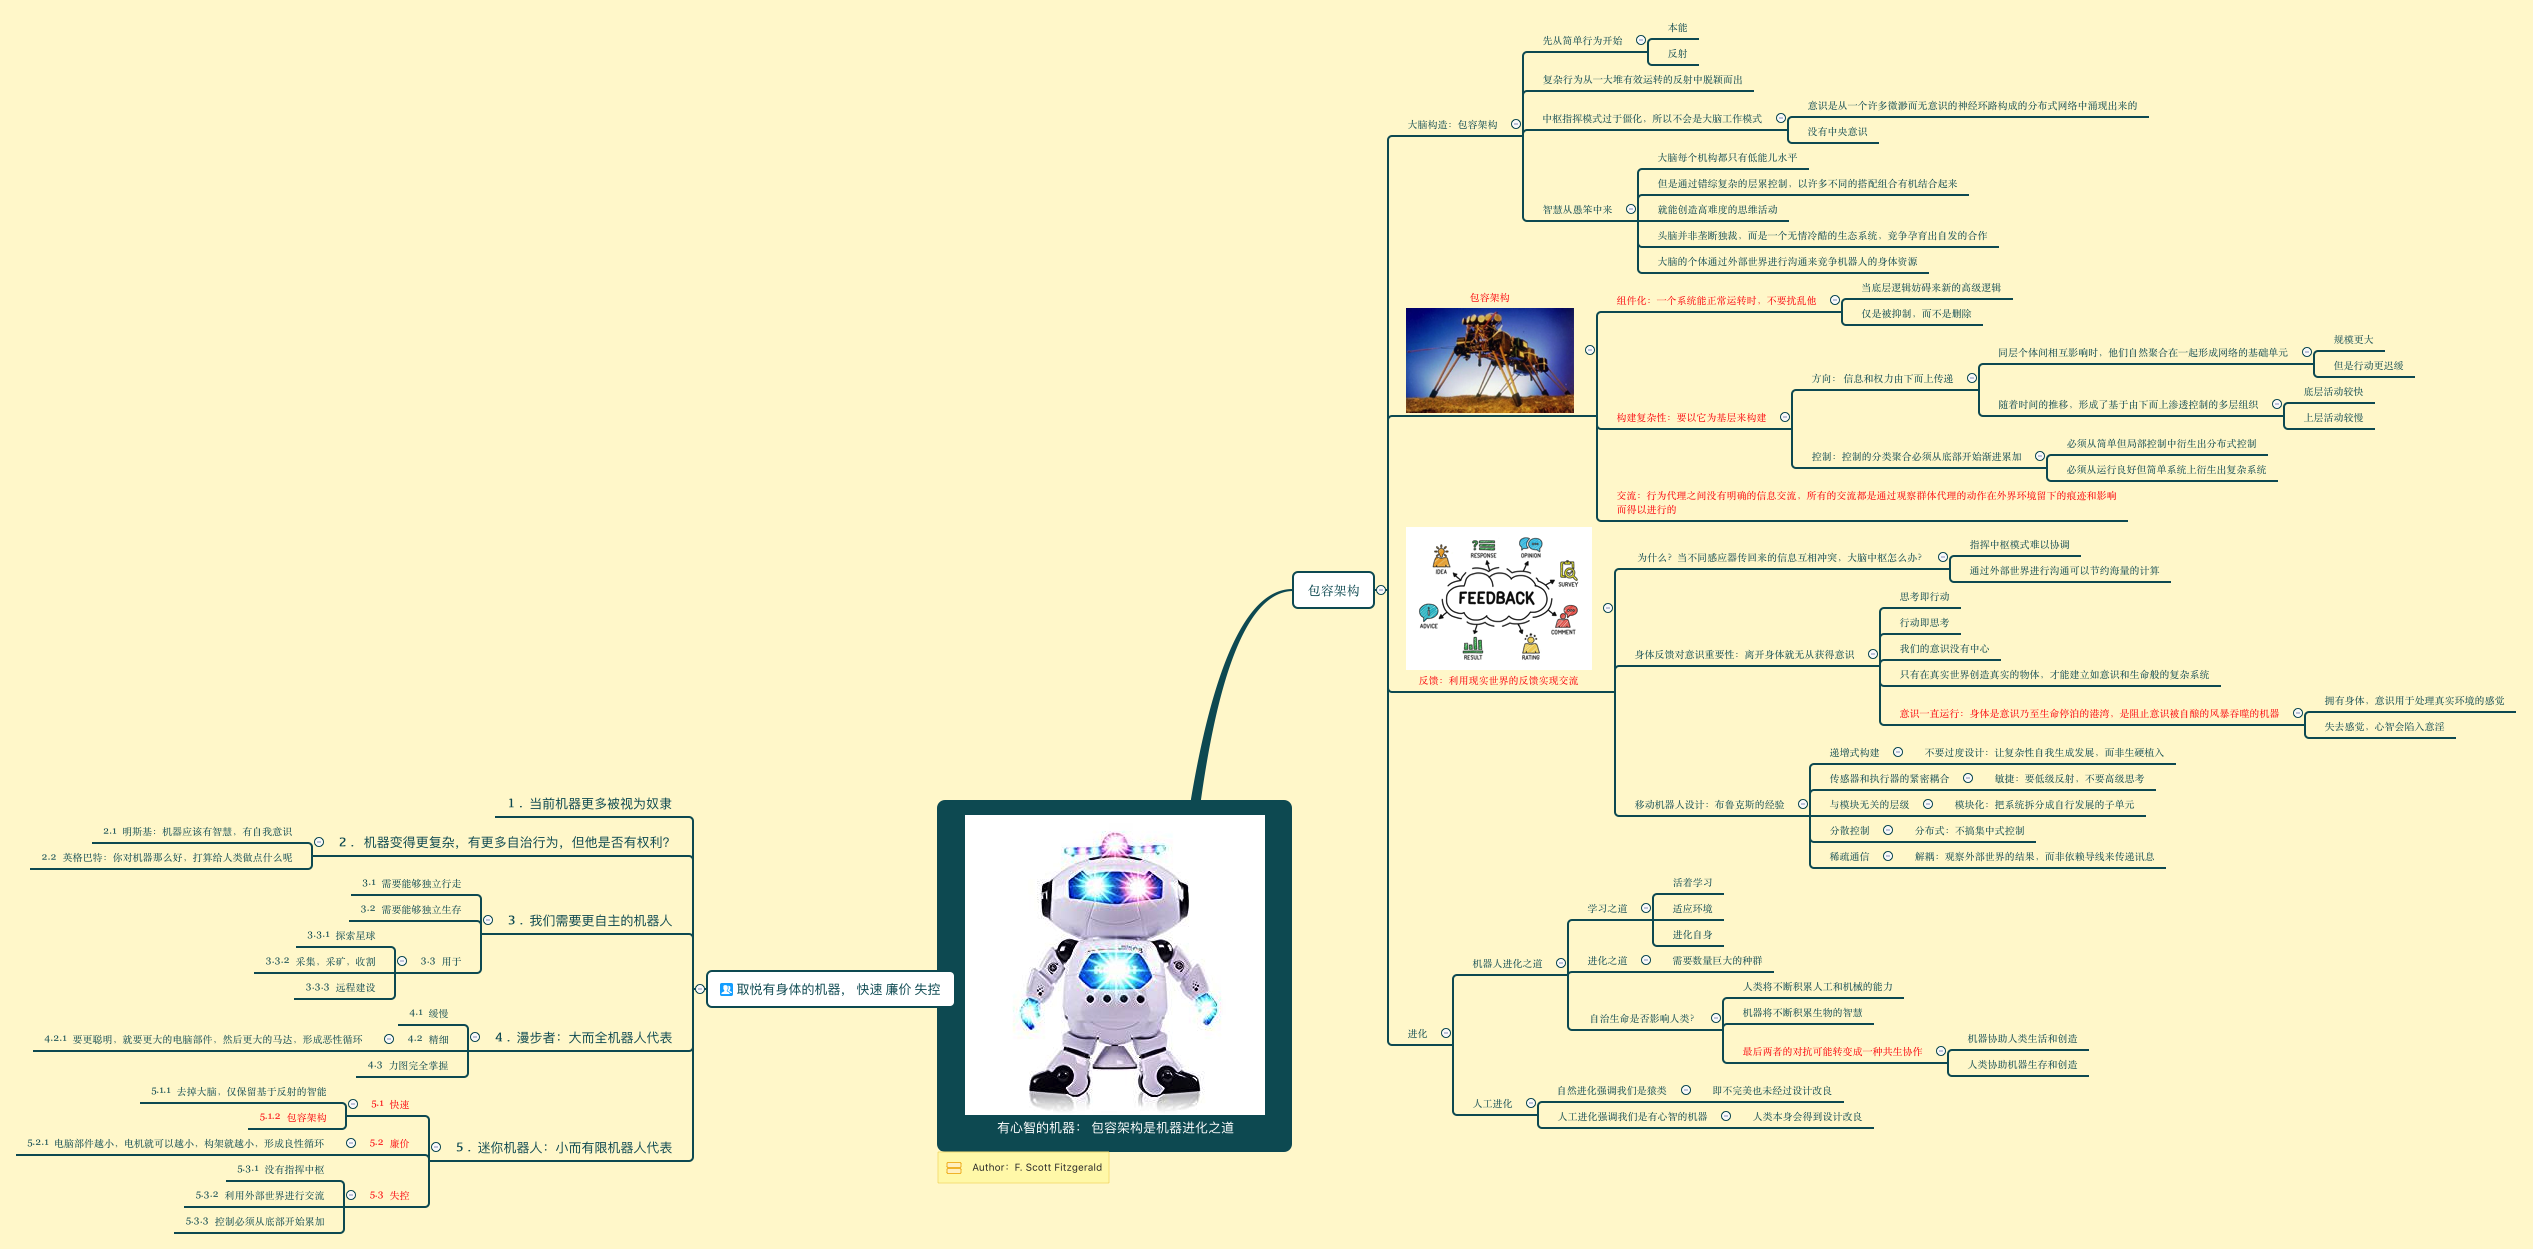 本能
先从简单行为开始
反射
复杂行为从一大堆有效运转的反射中脱颖而出
意识是从一个许多微渺而无意识的神经环路构成的分布式网络中涌现出来的
中枢指挥模式过于僵化，所以不会是大脑工作模式
大脑构造：包容架构
没有中央意识
大脑每个机构都只有低能儿水平
但是通过错综复杂的层累控制，以许多不同的搭配组合有机结合起来
智慧从愚笨中来
就能创造高难度的思维活动
头脑并非垄断独裁，而是一个无情冷酷的生态系统，竞争孕育出自发的合作
大脑的个体通过外部世界进行沟通来竞争机器人的身体资源
包容架构
当底层逻辑妨碍来新的高级逻辑
组件化：一个系统能正常运转时，不要扰乱他
仅是被抑制，而不是删除
规模更大
同层个体间相互影响时，他们自然聚合在一起形成网络的基础单元
但是行动更迟缓
方向：信息和权力由下而上传递
底层活动较快
随着时间的推移，形成了基于由下而上渗透控制的多层组织
上层活动较慢
构建复杂性：要以它为基层来构建
必须从简单但局部控制中衍生出分布式控制
控制：控制的分类聚合必须从底部开始渐进累加
必须从运行良好但简单系统上衍生出复杂系统
交流：行为代理之间没有明确的信息交流，所有的交流都是通过观察群体代理的动作在外界环境留下的痕迹和影响
而得以进行的
IDEA
RESPONSE
OPINION
SURVEY
FEEDBACK
ADVICE
COMMENT
RESULT
RATING
反馈：利用现实世界的反馈实现交流
指挥中枢模式难以协调
为什么？当不同感应器传回来的信息互相冲突，大脑中枢怎么办？
通过外部世界进行沟通可以节约海量的计算
包容架构
思考即行动
行动即思考
我们的意识没有中心
身体反馈对意识重要性：离开身体就无从获得意识
只有在真实世界创造真实的物体，才能建立如意识和生命般的复杂系统
拥有身体，意识用于处理真实环境的感觉
意识一直运行：身体是意识乃至生命停泊的港湾，是阻止意识被自酿的风暴吞噬的机器
失去感觉，心智会陷入意淫
递增式构建
不要过度设计：让复杂性自我生成发展，而非生硬植入
传感器和执行器的紧密耦合
敏捷：要低级反射，不要高级思考
移动机器人设计：布鲁克斯的经验
与模块无关的层级
模块化：把系统拆分成自行发展的子单元
分散控制
分布式：不搞集中式控制
稀疏通信
解耦：观察外部世界的结果，而非依赖导线来传递讯息
活着学习
学习之道
适应环境
进化自身
机器人进化之道
进化之道
需要数量巨大的种群
人类将不断积累人工和机械的能力
自治生命是否影响人类？
机器将不断积累生物的智慧
进化
机器协助人类生活和创造
最后两者的对抗可能转变成一种共生协作
人类协助机器生存和创造
自然进化强调我们是猿类
即不完美也未经过设计改良
人工进化
人工进化强调我们是有心智的机器
人类本身会得到设计改良
有心智的机器： 包容架构是机器进化之道
Author：F. Scott Fitzgerald
取悦有身体的机器， 快速 廉价 失控
1．当前机器更多被视为奴隶
2.1 明斯基：机器应该有智慧，有自我意识
2．机器变得更复杂，有更多自治行为，但他是否有权利？
2.2 英格巴特：你对机器那么好，打算给人类做点什么呢
3.1 需要能够独立行走
3．我们需要更自主的机器人
3.2 需要能够独立生存
3.3.1 探索星球
3.3.2 采集，采矿，收割
3.3 用于
3.3.3 远程建设
4.1 缓慢
4．漫步者：大而全机器人代表
4.2.1 要更聪明，就要更大的电脑部件，然后更大的马达，形成恶性循环
4.2 精细
4.3 力图完全掌握
5.1.1 去掉大脑，仅保留基于反射的智能
5.1 快速
5.1.2 包容架构
5.2.1 电脑部件越小，电机就可以越小，构架就越小，形成良性循环
5.2 廉价
5．迷你机器人：小而有限机器人代表
5.3.1 没有指挥中枢
5.3.2 利用外部世界进行交流
5.3 失控
5.3.3 控制必须从底部开始累加